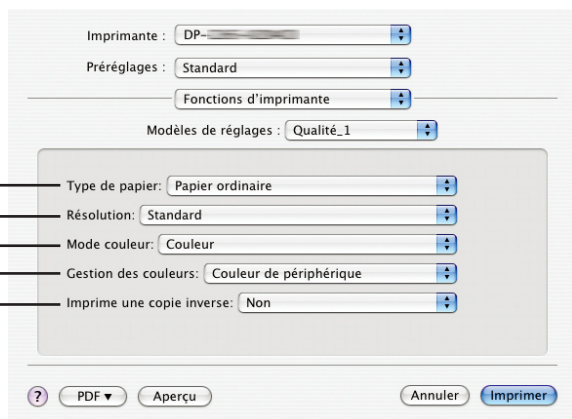 Imprimante : DP-
Préréglages : Standard
Fonctions d'imprimante
Modèles de réglages : Qualité_1
Type de papier: Papier ordinaire
Résolution: Standard
Mode couleur: Couleur
Gestion des couleurs: Couleur de périphérique
Imprime une copie inverse: Non
? PDF ▼ Aperçu Annuler Imprimer